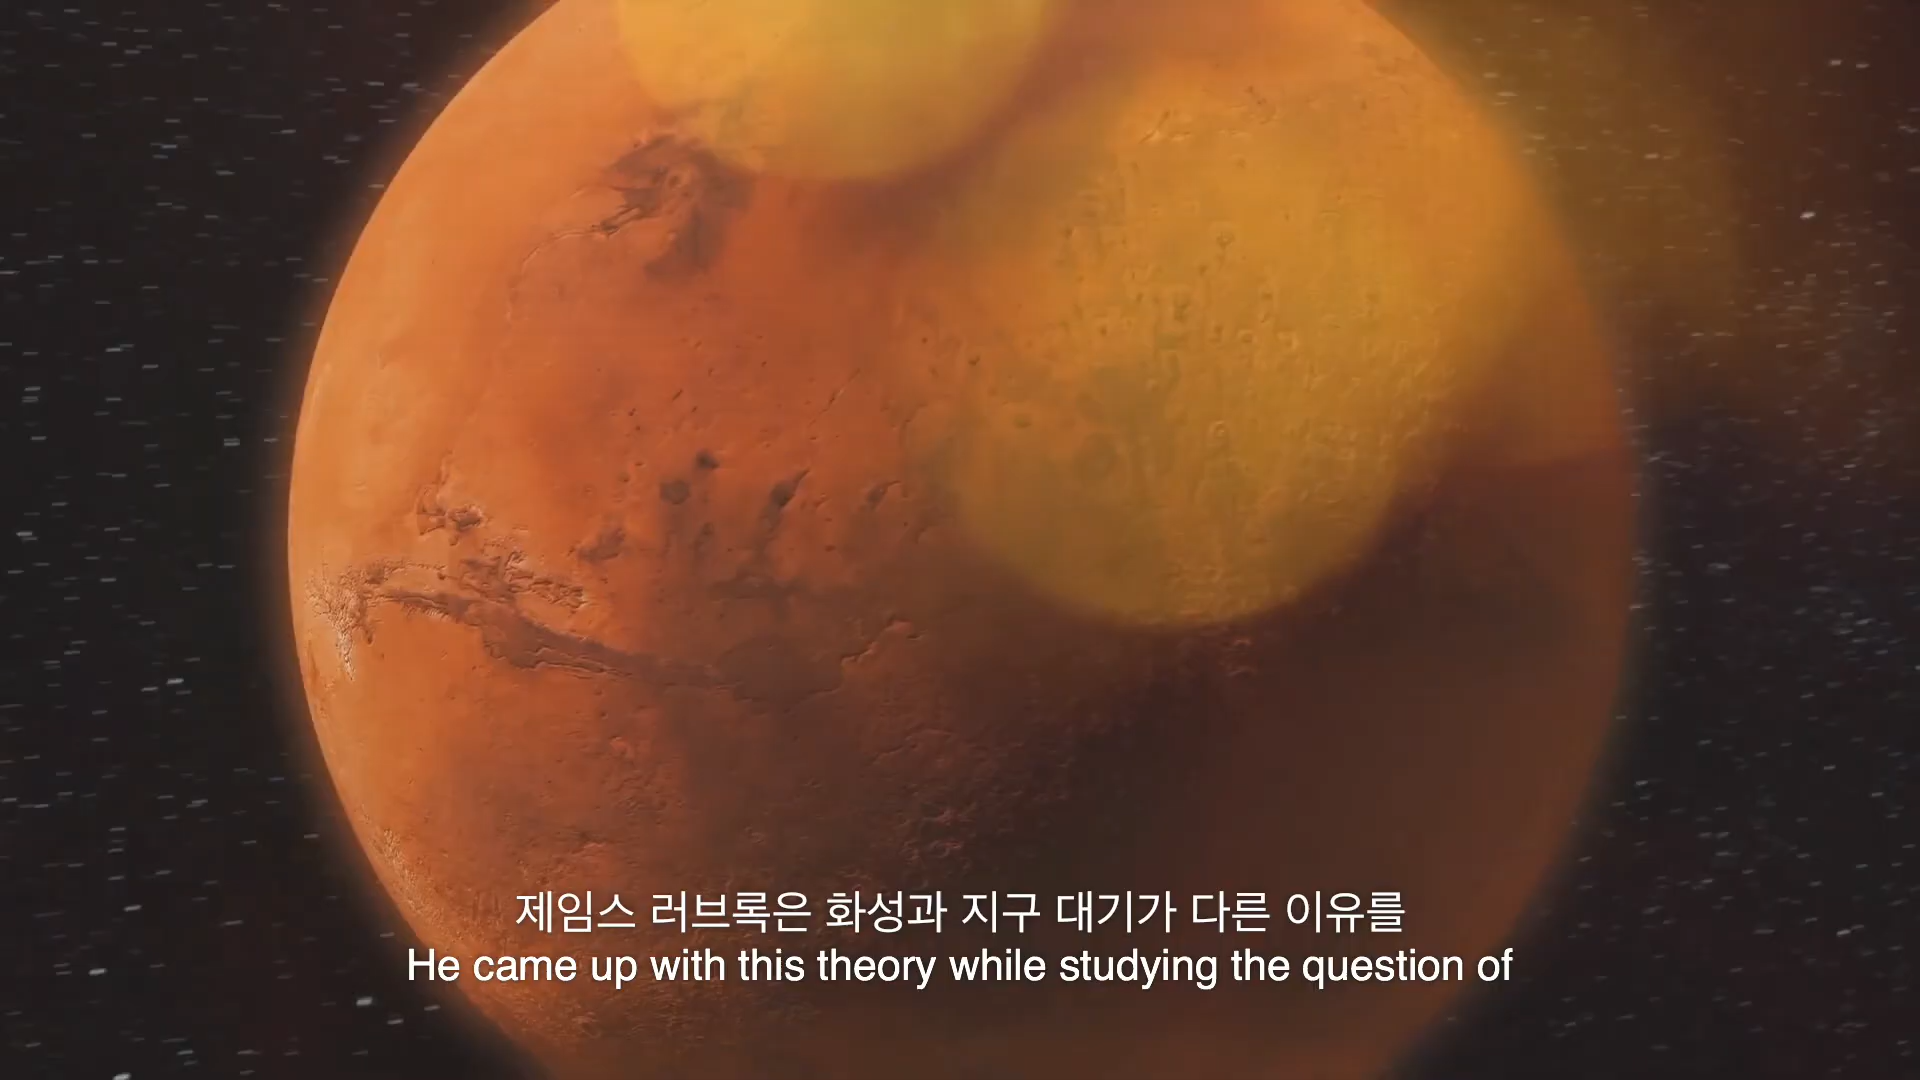 제임스 러브록은 화성과 지구 대기가 다른 이유를
He came up with this theory while studying the question of